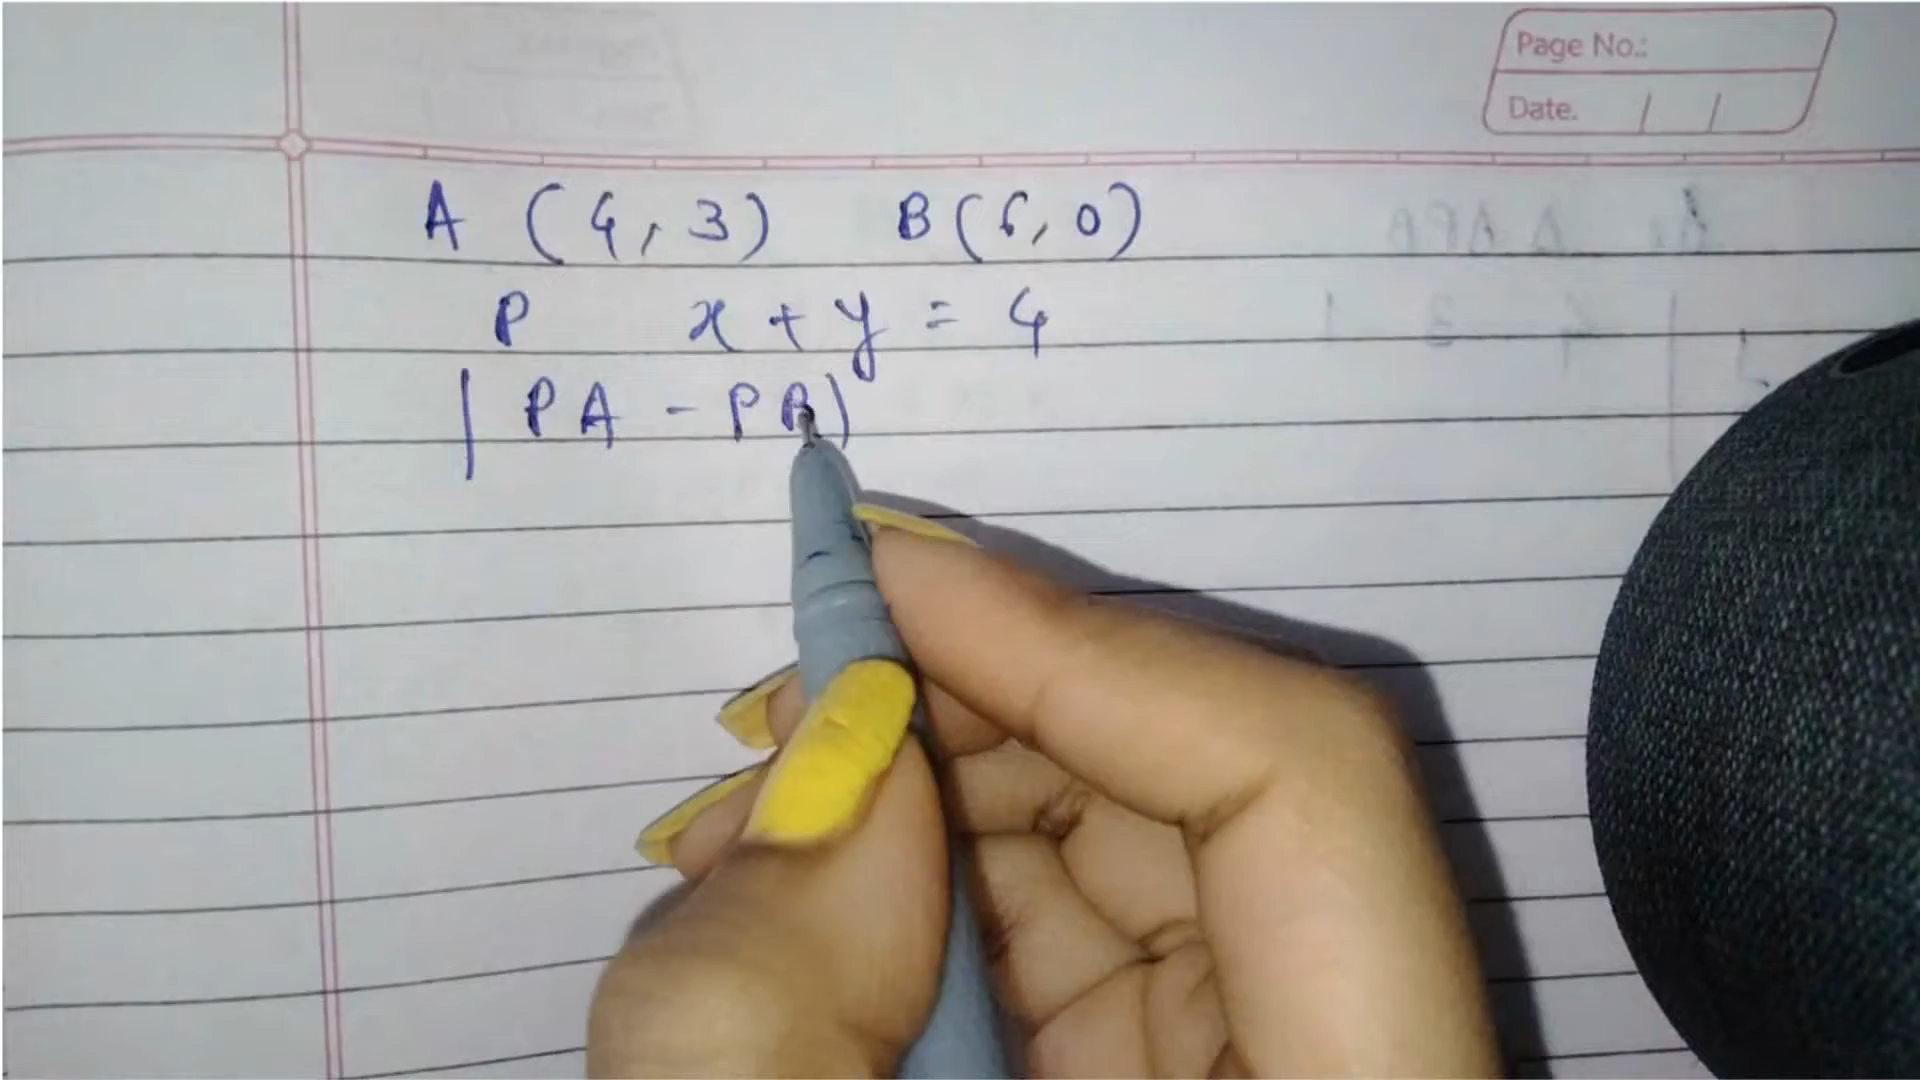 Page No.:
Date. / /
A (4, 3) B(6, 0)
P x + y = 4
| PA - PB|